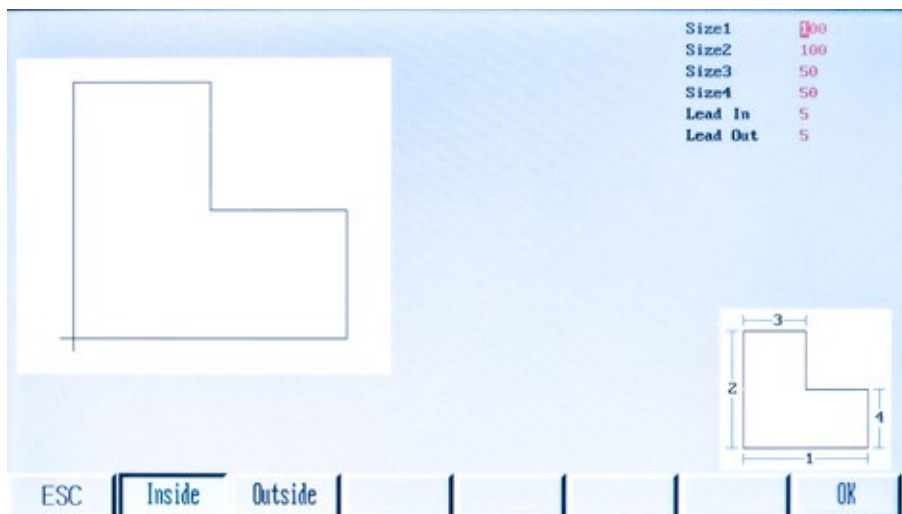 Size1 100
Size2 100
Size3 50
Size4 50
Lead In 5
Lead Out 5
3
2
4
1
ESC Inside Outside OK